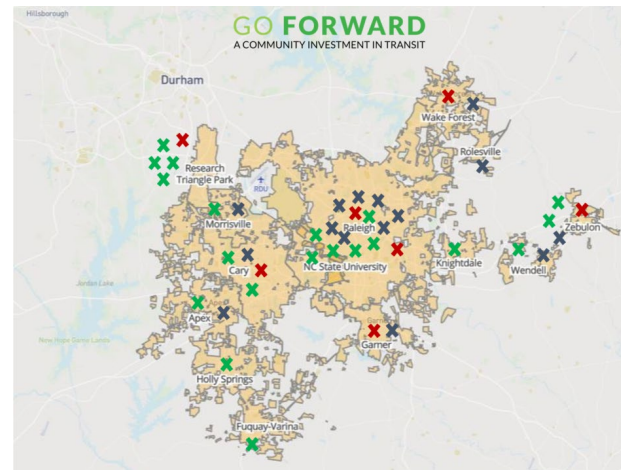 GO FORWARD
A COMMUNITY INVESTMENT IN TRANSIT
Hillsborough
Durham
Wake Forest
Rolesville
Research
Triangle Park
RDU
Morrisville
Raleigh
Zebulon
Cary
NC State University
Knightdale
Wendell
Jordan Lake
Apex
Garner
Holly Springs
Fuquay-Varina